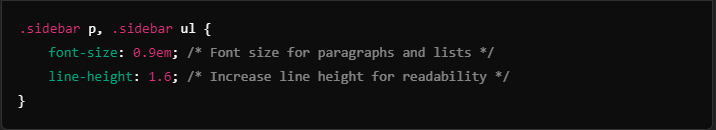 .sidebar p, .sidebar ul {
    font-size: 0.9em; /* Font size for paragraphs and lists */
    line-height: 1.6; /* Increase line height for readability */
}